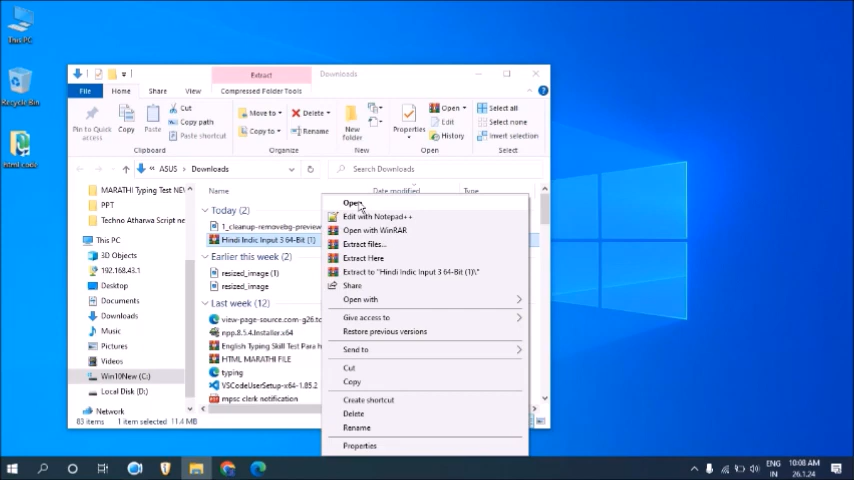 This PC
Recycle Bin
html code
Extract
Downloads
File
Home
Share
View
Compressed Folder Tools
Pin to Quick access
Copy
Paste
Cut
Copy path
Paste shortcut
Clipboard
Move to
Copy to
Delete
Rename
Organize
New folder
New
Properties
Open
Edit
History
Open
Select all
Select none
Invert selection
Select
ASUS > Downloads
Search Downloads
MARATHI Typing Test NEW
PPT
Techno Atharwa Script new
This PC
3D Objects
192.168.43.1
Desktop
Documents
Downloads
Music
Pictures
Videos
Win10New (C:)
Local Disk (D:)
Network
Name
Date modified
Type
Today (2)
1_cleanup-removebg-preview
Hindi Indic Input 3 64-Bit (1)
Earlier this week (2)
resized_image (1)
resized_image
Last week (12)
view-page-source.com-g26.tc
npp.8.5.4.Installer.x64
English Typing Skill Test Para h
HTML MARATHI FILE
typing
VSCodeUserSetup-x64-1.85.2
mpsc clerk notification
Open
Edit with Notepad++
Open with WinRAR
Extract files...
Extract Here
Extract to "Hindi Indic Input 3 64-Bit (1)\"
Share
Open with
Give access to
Restore previous versions
Send to
Cut
Copy
Create shortcut
Delete
Rename
Properties
83 items
1 item selected
11.4 MB
ENG
IN
10:08 AM
26.1.24